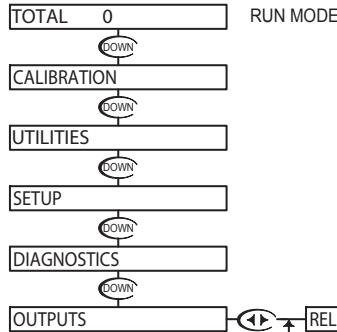 TOTAL 0 RUN MODE
DOWN
CALIBRATION
DOWN
UTILITIES
DOWN
SETUP
DOWN
DIAGNOSTICS
DOWN
OUTPUTS REL